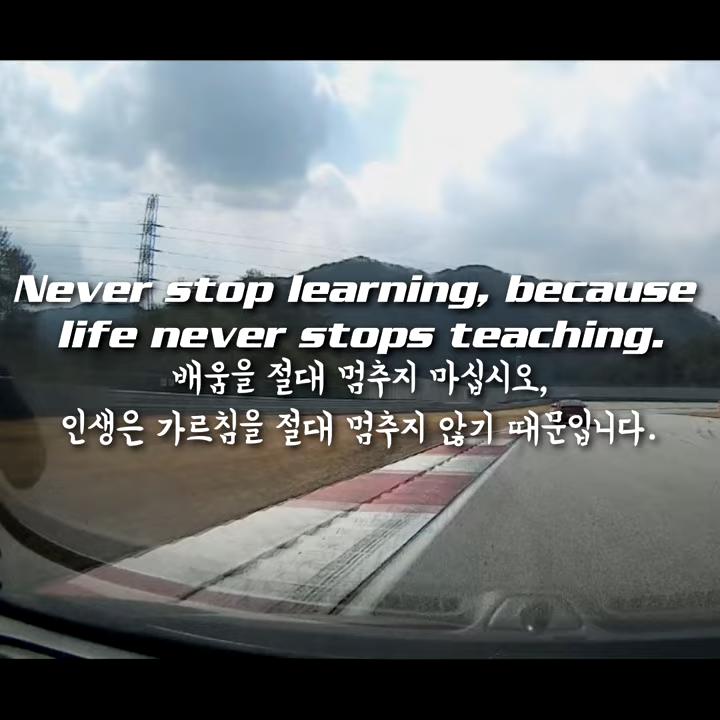 Never stop learning, because
life never stops teaching.
배움을 절대 멈추지 마십시오,
인생은 가르침을 절대 멈추지 않기 때문입니다.